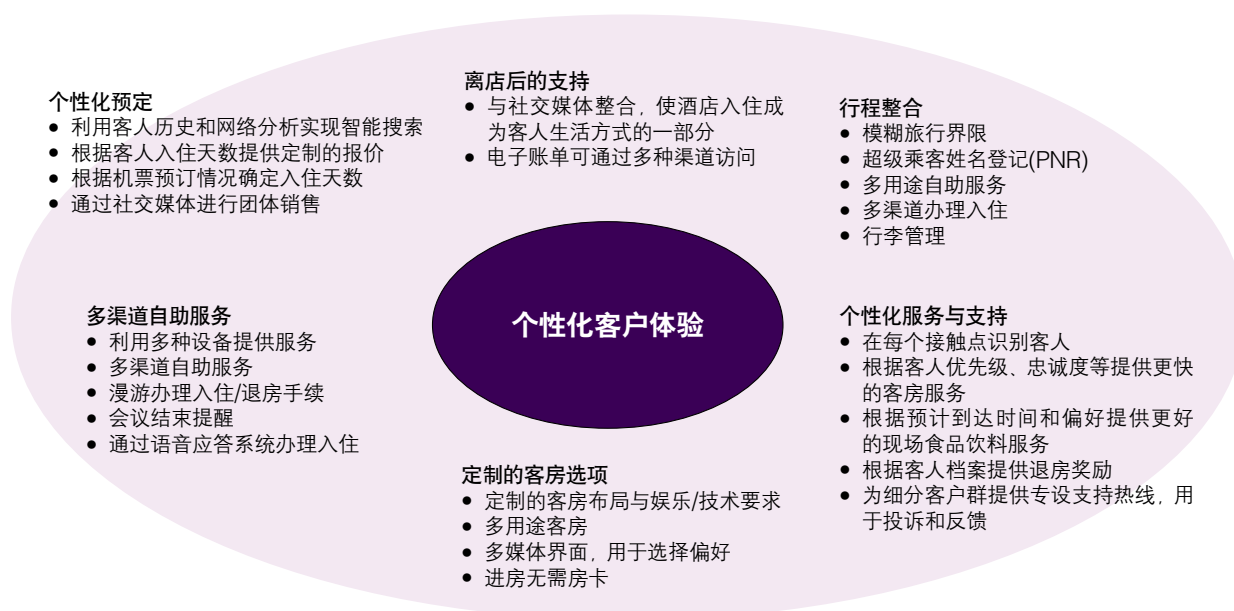 个性化预定
● 利用客人历史和网络分析实现智能搜索
● 根据客人入住天数提供定制的报价
● 根据机票预订情况确定入住天数
● 通过社交媒体进行团体销售
离店后的支持
● 与社交媒体整合，使酒店入住成
为客人生活方式的一部分
● 电子账单可通过多种渠道访问
行程整合
● 模糊旅行界限
● 超级乘客姓名登记(PNR)
● 多用途自助服务
● 多渠道办理入住
● 行李管理
个性化客户体验
多渠道自助服务
● 利用多种设备提供服务
● 多渠道自助服务
● 漫游办理入住/退房手续
● 会议结束提醒
● 通过语音应答系统办理入住
定制的客房选项
● 定制的客房布局与娱乐/技术要求
● 多用途客房
● 多媒体界面，用于选择偏好
● 进房无需房卡
个性化服务与支持
● 在每个接触点识别客人
● 根据客人优先级、忠诚度等提供更快
的客房服务
● 根据预计到达时间和偏好提供更好
的现场食品饮料服务
● 根据客人档案提供退房奖励
● 为细分客户群提供专设支持热线，用
于投诉和反馈